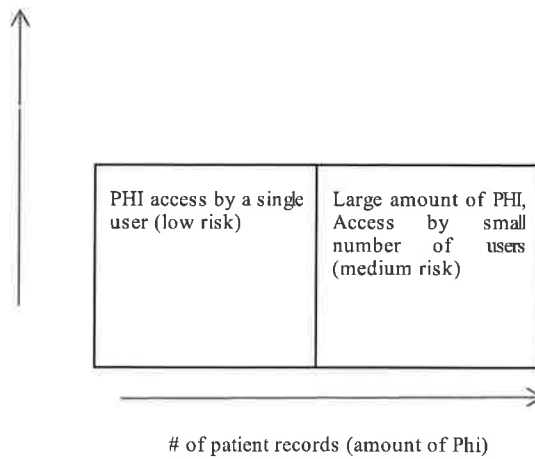 PHI access by a single
user (low risk)
Large amount of PHI,
Access by small
number of users
(medium risk)
# of patient records (amount of Phi)